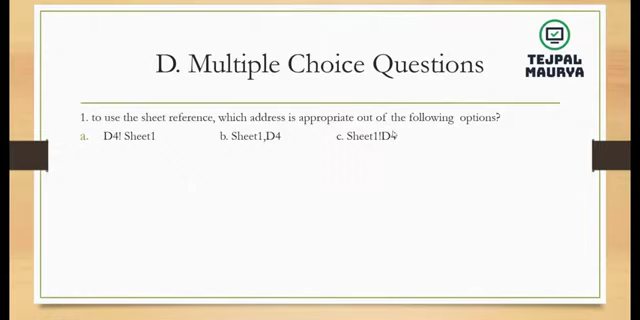 D. Multiple Choice Questions
TEJPAL
MAURYA
1. to use the sheet reference, which address is appropriate out of the following options?
a. D4! Sheet1 b. Sheet1,D4 c. Sheet1!D4